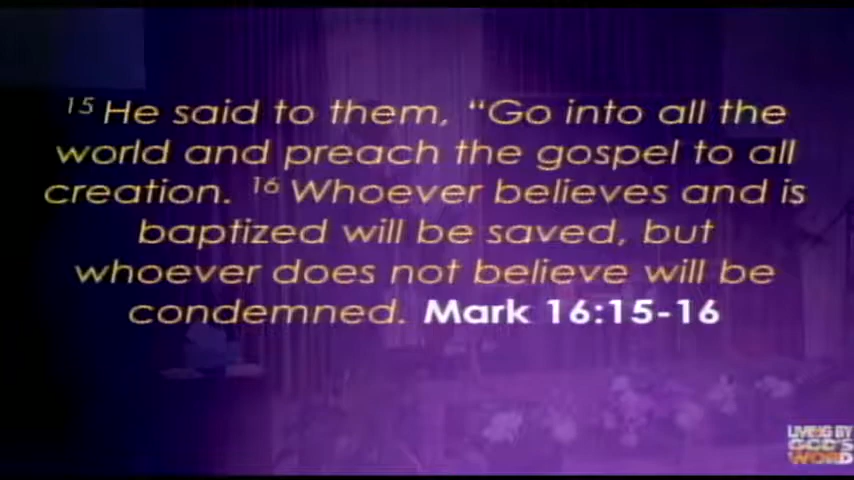 15 He said to them, “Go into all the
world and preach the gospel to all
creation. 16 Whoever believes and is
baptized will be saved, but
whoever does not believe will be
condemned. Mark 16:15-16
LIVING BY
GOD'S
WORD